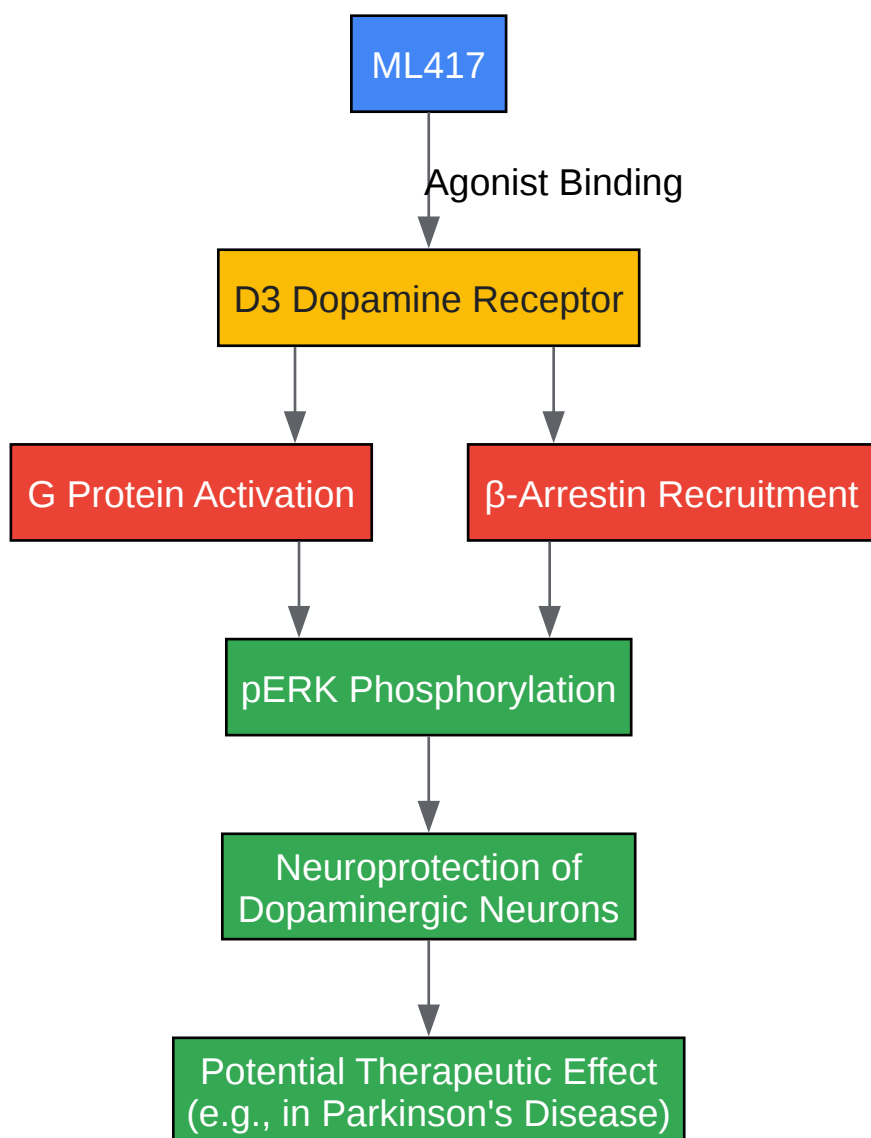 ML417
Agonist Binding
D3 Dopamine Receptor
G Protein Activation
β-Arrestin Recruitment
pERK Phosphorylation
Neuroprotection of
Dopaminergic Neurons
Potential Therapeutic Effect
(e.g., in Parkinson's Disease)